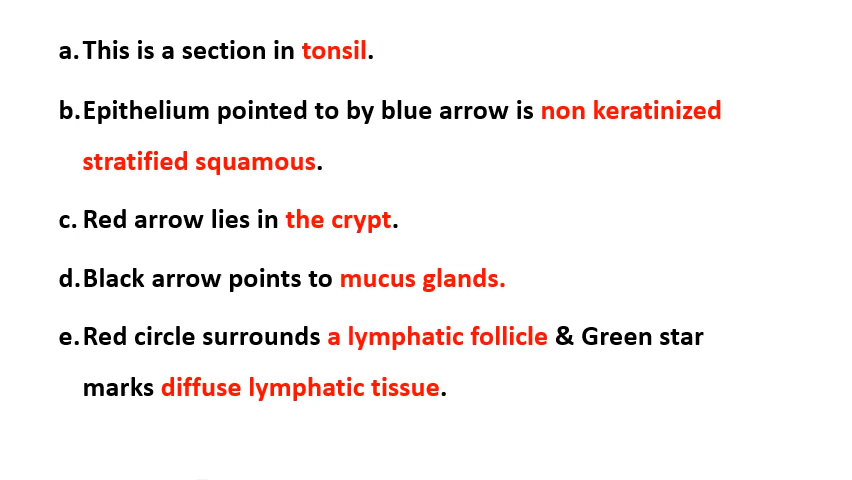 a. This is a section in tonsil.
b. Epithelium pointed to by blue arrow is non keratinized
stratified squamous.
c. Red arrow lies in the crypt.
d. Black arrow points to mucus glands.
e. Red circle surrounds a lymphatic follicle & Green star
marks diffuse lymphatic tissue.